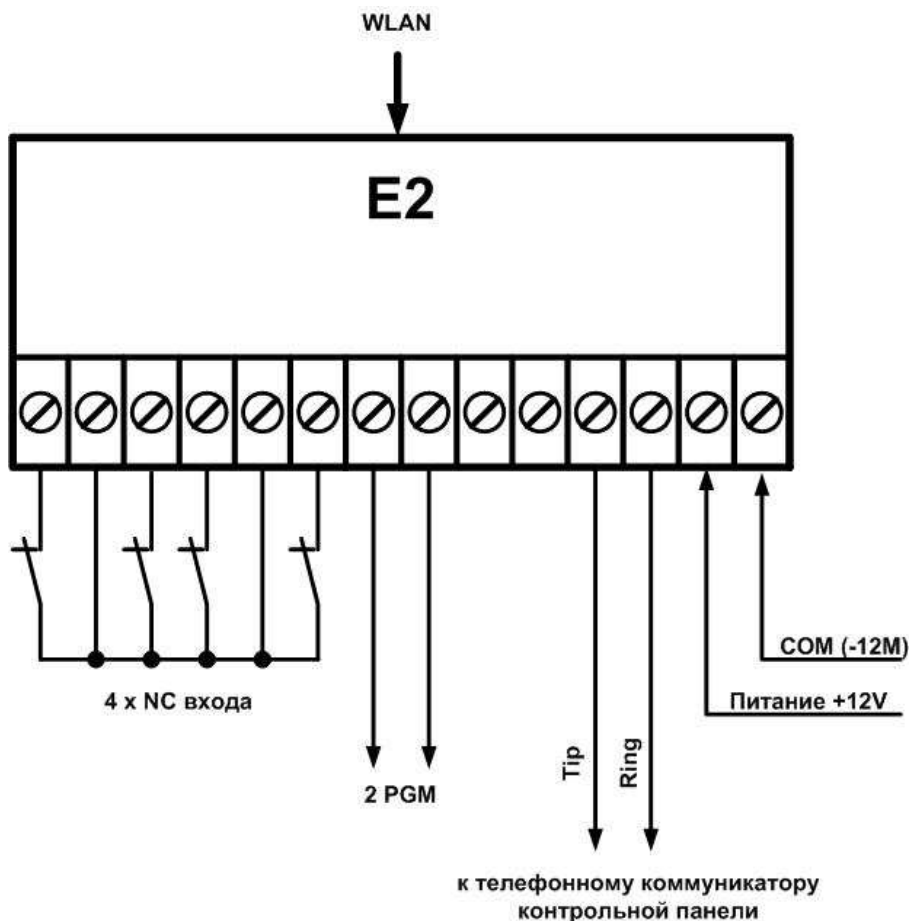 WLAN
E2
COM (-12M)
4 x NC входа
Питание +12V
Tip
Ring
2 PGM
к телефонному коммуникатору
контрольной панели